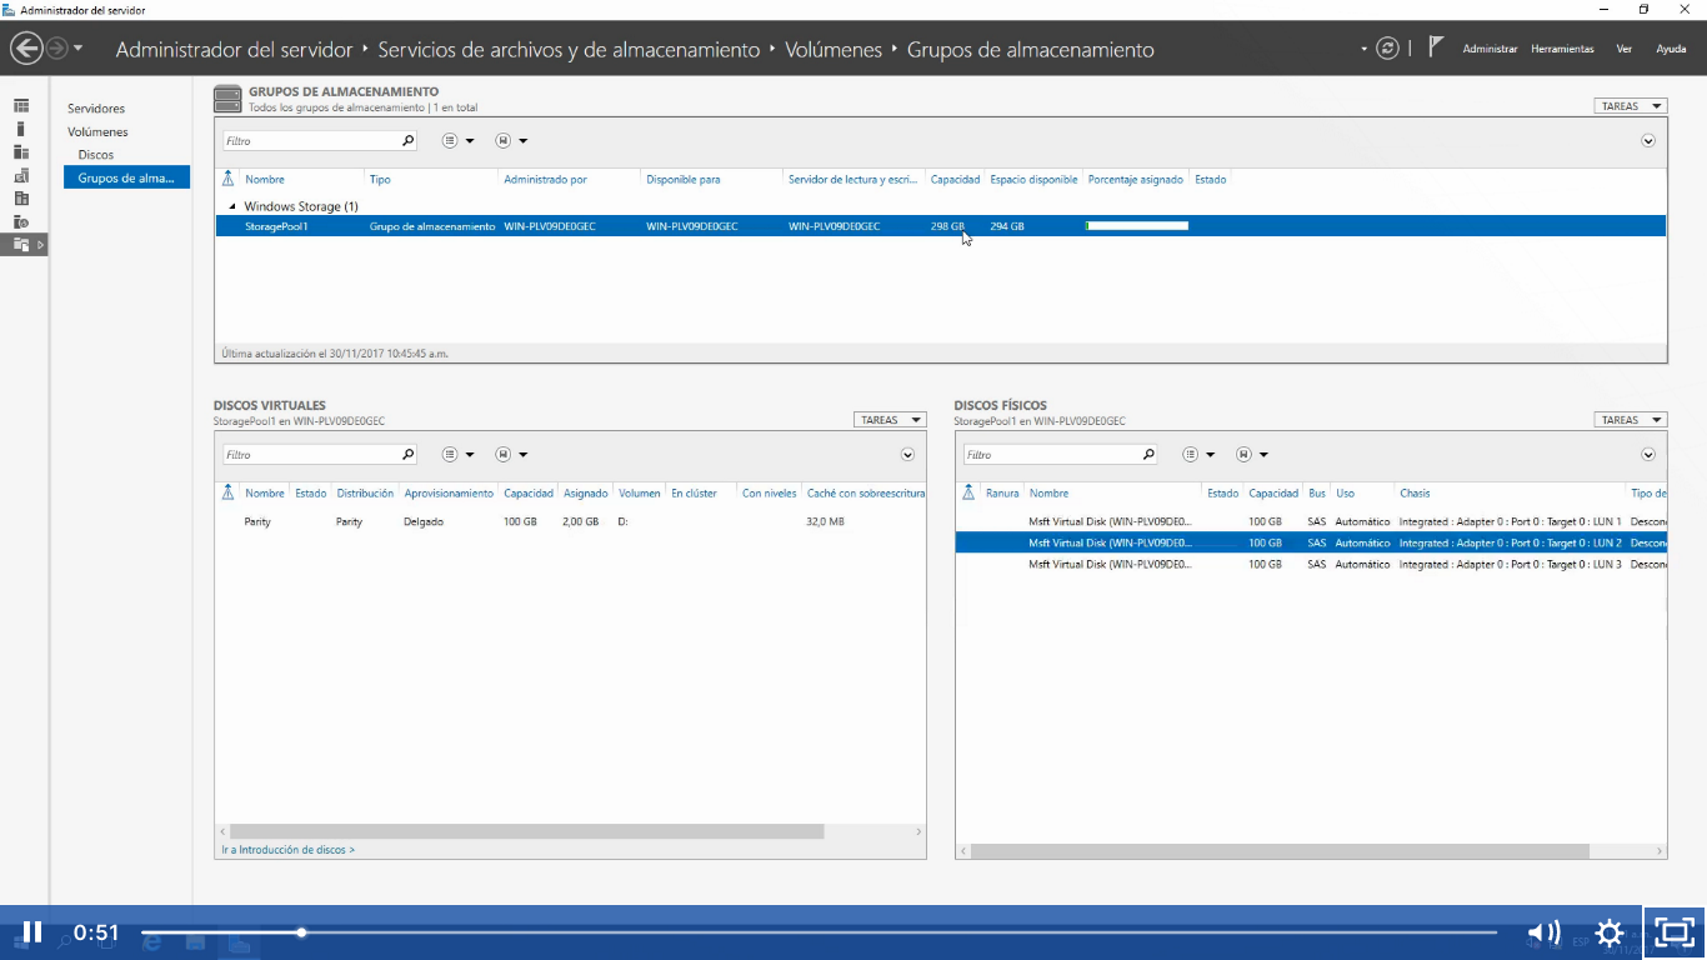 Administrador del servidor
Administrador del servidor • Servicios de archivos y de almacenamiento • Volúmenes • Grupos de almacenamiento
Administrar Herramientas Ver Ayuda
Servidores
Volúmenes
Discos
Grupos de alma...
GRUPOS DE ALMACENAMIENTO
Todos los grupos de almacenamiento | 1 en total
TAREAS
Filtro
Nombre Tipo Administrado por Disponible para Servidor de lectura y escri... Capacidad Espacio disponible Porcentaje asignado Estado
Windows Storage (1)
StoragePool1 Grupo de almacenamiento WIN-PLV09DE0GEC WIN-PLV09DE0GEC WIN-PLV09DE0GEC 298 GB 294 GB
Última actualización el 30/11/2017 10:45:45 a.m.
DISCOS VIRTUALES
StoragePool1 en WIN-PLV09DE0GEC
TAREAS
Filtro
Nombre Estado Distribución Aprovisionamiento Capacidad Asignado Volumen En clúster Con niveles Caché con sobreescritura
Parity Parity Delgado 100 GB 2,00 GB D: 32,0 MB
Ir a Introducción de discos >
DISCOS FÍSICOS
StoragePool1 en WIN-PLV09DE0GEC
TAREAS
Filtro
Ranura Nombre Estado Capacidad Bus Uso Chasis Tipo de
Msft Virtual Disk (WIN-PLV09DE0... 100 GB SAS Automático Integrated : Adapter 0 : Port 0 : Target 0 : LUN 1 Descon
Msft Virtual Disk (WIN-PLV09DE0... 100 GB SAS Automático Integrated : Adapter 0 : Port 0 : Target 0 : LUN 2 Descon
Msft Virtual Disk (WIN-PLV09DE0... 100 GB SAS Automático Integrated : Adapter 0 : Port 0 : Target 0 : LUN 3 Descon
0:51
ESP